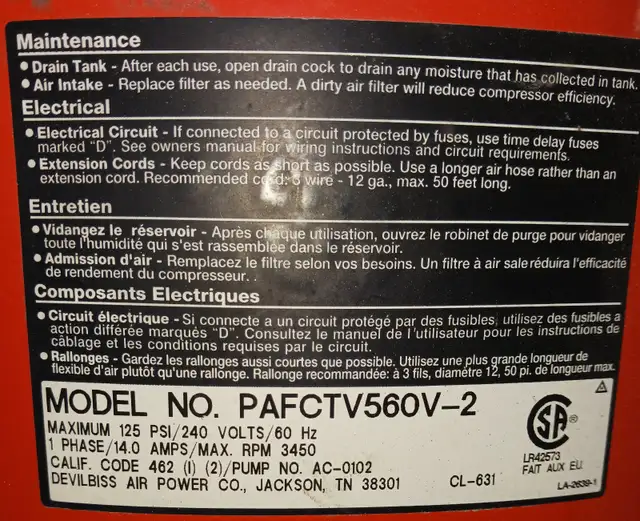 Maintenance
• Drain Tank - After each use, open drain cock to drain any moisture that has collected in tank.
• Air Intake - Replace filter as needed. A dirty air filter will reduce compressor efficiency.
Electrical
• Electrical Circuit - If connected to a circuit protected by fuses, use time delay fuses
marked "D". See owners manual for wiring instructions and circuit requirements.
• Extension Cords - Keep cords as short as possible. Use a longer air hose rather than an
extension cord. Recommended cord: 3 wire - 12 ga., max. 50 feet long.
Entretien
• Vidangez le réservoir - Après chaque utilisation, ouvrez le robinet de purge pour vidanger
toute l'humidité qui s'est rassemblée dans le réservoir.
• Admission d'air - Remplacez le filtre selon vos besoins. Un filtre à air sale réduira l'efficacité
de rendement du compresseur.
Composants Electriques
• Circuit électrique - Si connecte a un circuit protégé par des fusibles, utilisez des fusibles a
action différée marqués "D". Consultez le manuel de l'utilisateur pour les instructions de
câblage et les conditions requises par le circuit.
• Rallonges - Gardez les rallonges aussi courtes que possible. Utilisez une plus grande longueur de
flexible d'air plutôt qu'une rallonge. Rallonge recommandée: à 3 fils, diamètre 12, 50 pi. de longueur max.
MODEL NO. PAFCTV560V-2
MAXIMUM 125 PSI/240 VOLTS/60 Hz
1 PHASE/14.0 AMPS/MAX. RPM 3450
CALIF. CODE 462 (l) (2)/PUMP NO. AC-0102
DEVILBISS AIR POWER CO., JACKSON, TN 38301
CL-631
SA ®
LR42573
FAIT AUX E.U.
LA-2639-1